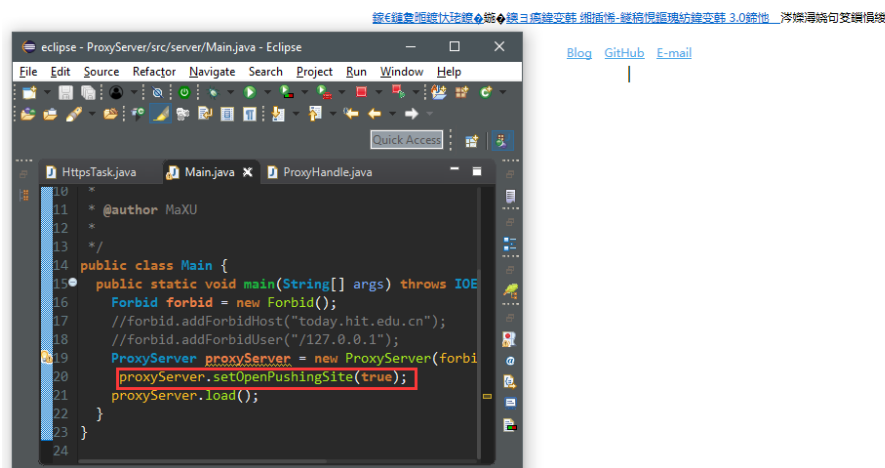 eclipse - ProxyServer/src/server/Main.java - Eclipse
File Edit Source Refactor Navigate Search Project Run Window Help
Quick Access
HttpsTask.java Main.java ProxyHandle.java
10 *
11 * @author MaXU
12 *
13 */
14 public class Main {
15 public static void main(String[] args) throws IOE
16 Forbid forbid = new Forbid();
17 //forbid.addForbidHost("today.hit.edu.cn");
18 //forbid.addForbidUser("/127.0.0.1");
19 ProxyServer proxyServer = new ProxyServer(forbi
20 proxyServer.setOpenPushingSite(true);
21 proxyServer.load();
22 }
23 }
24
3.0
Blog GitHub E-mail